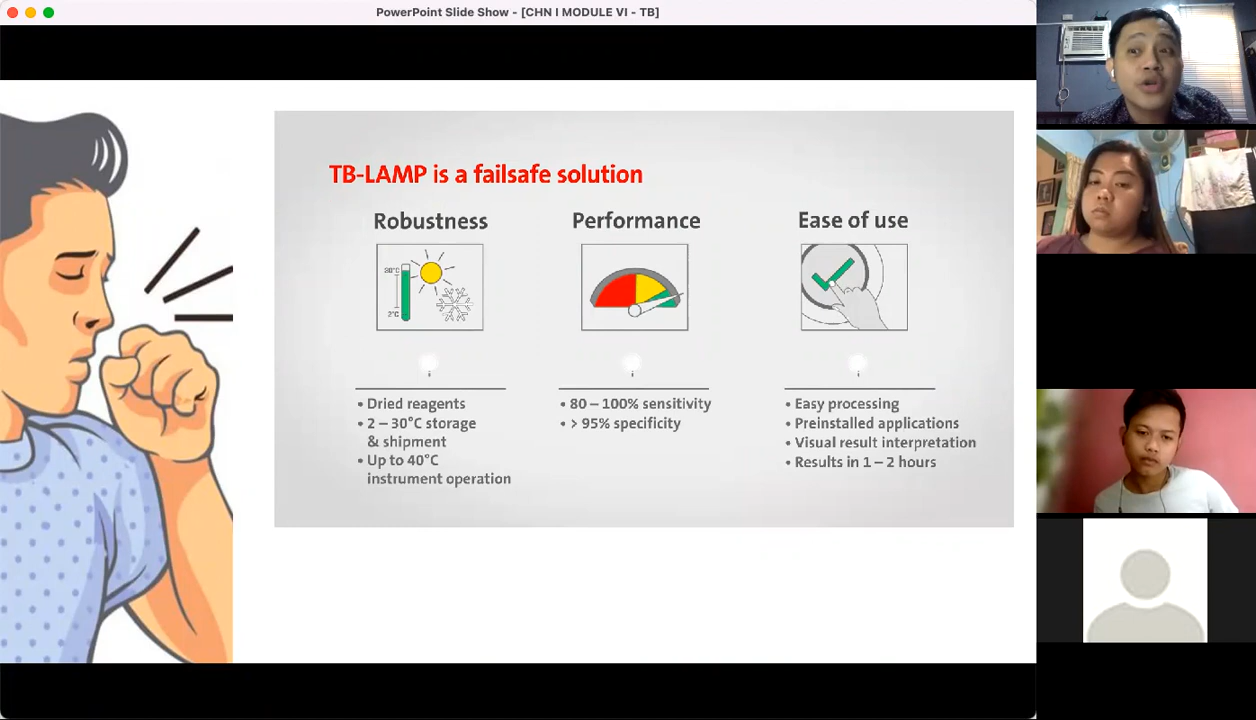 PowerPoint Slide Show - [CHN I MODULE VI - TB]
TB-LAMP is a failsafe solution
Robustness
30°C
2°C
• Dried reagents
• 2 – 30°C storage
& shipment
• Up to 40°C
instrument operation
Performance
• 80 – 100% sensitivity
• > 95% specificity
Ease of use
• Easy processing
• Preinstalled applications
• Visual result interpretation
• Results in 1 – 2 hours